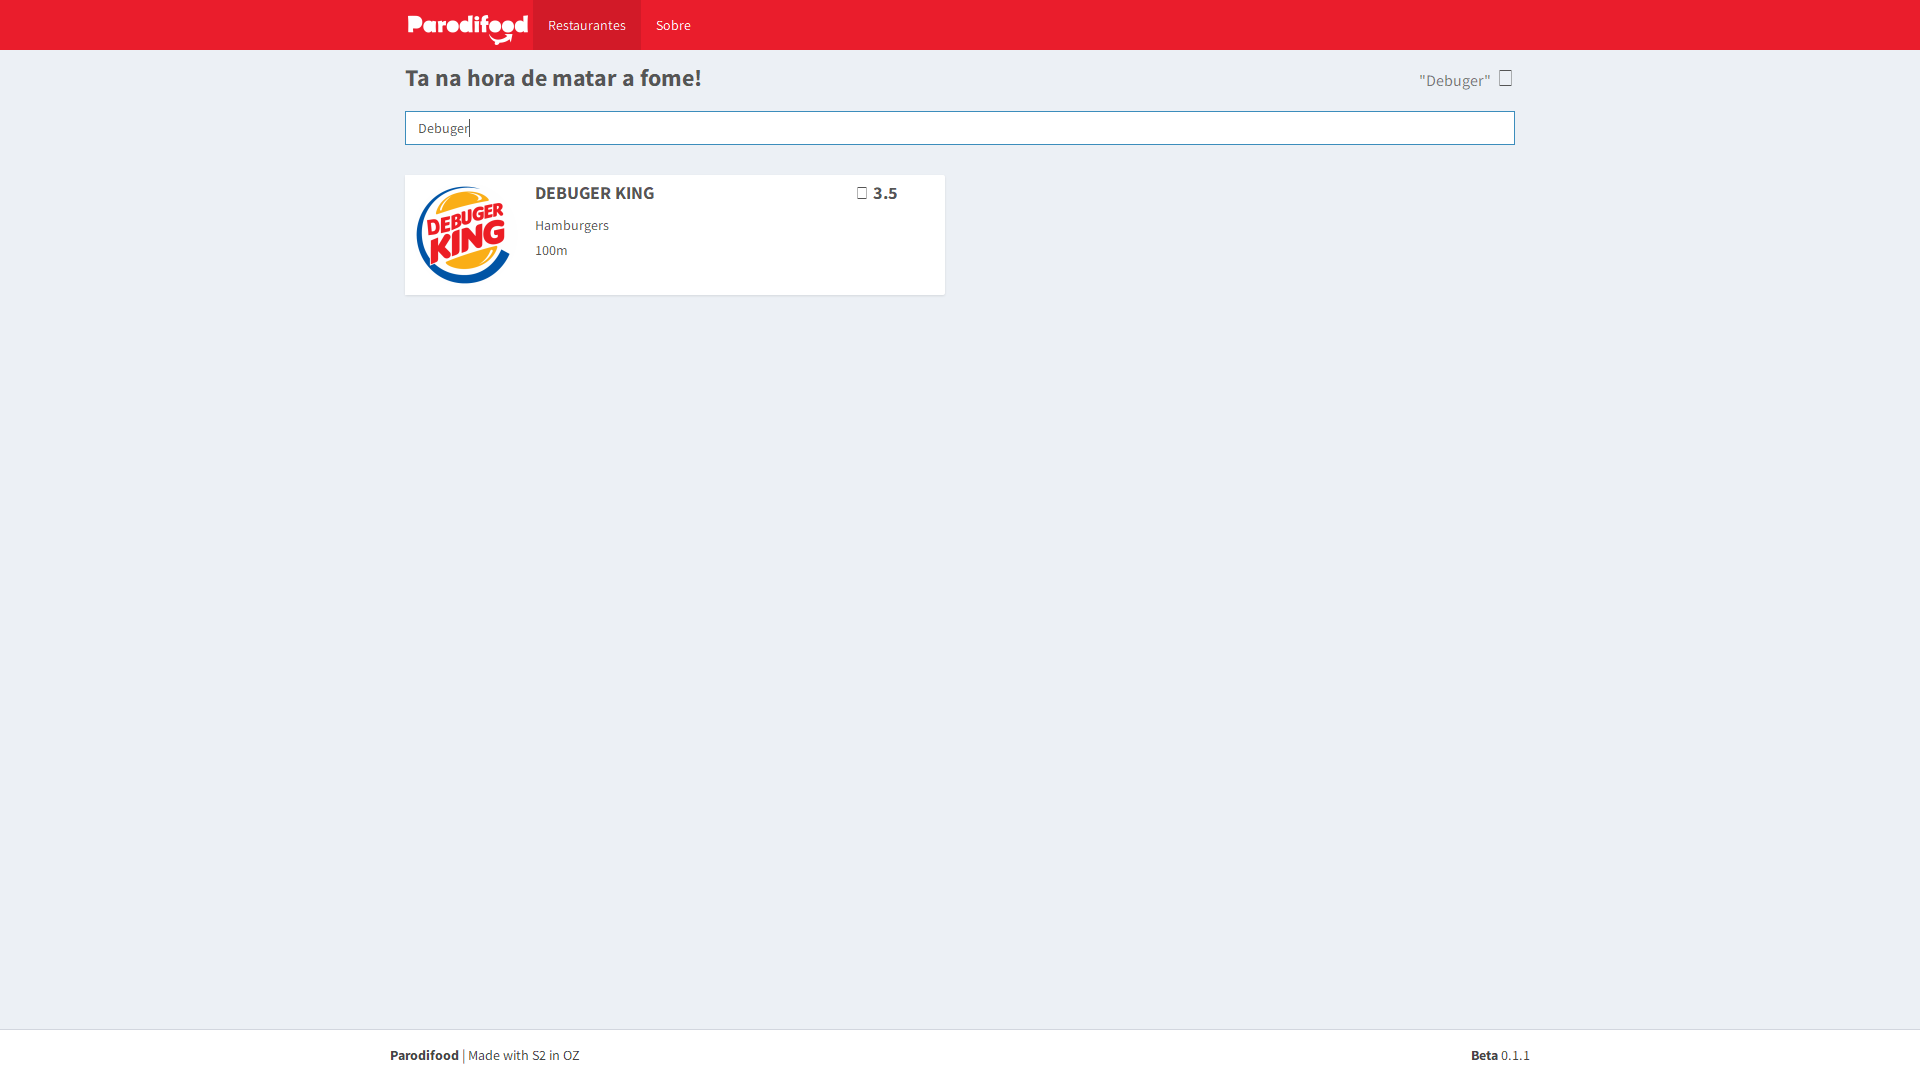 Parodifood Restaurantes Sobre
Ta na hora de matar a fome! "Debuger"
Debuger
DEBUGER KING
DEBUGER KING 3.5
Hamburgers
100m
Parodifood | Made with S2 in OZ Beta 0.1.1